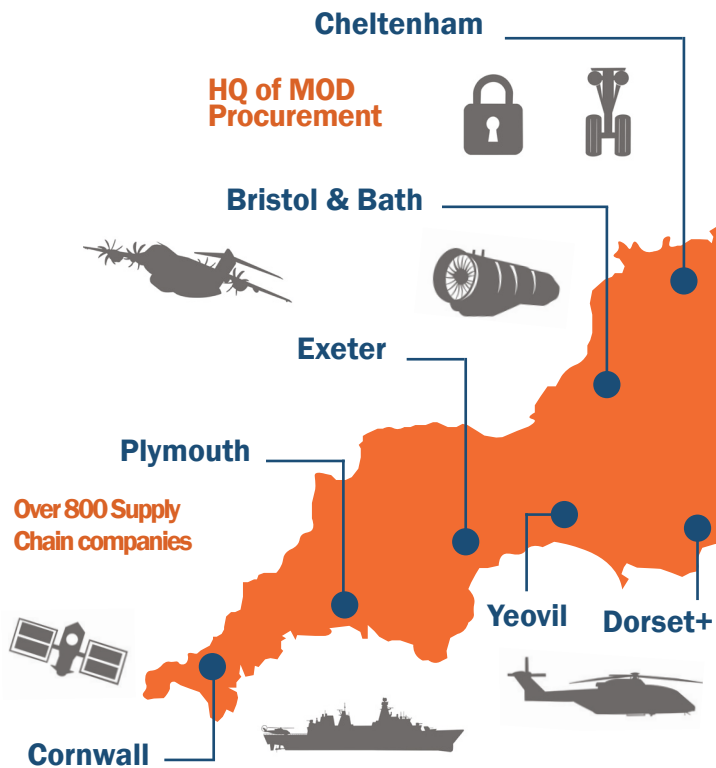 Cheltenham
HQ of MOD
Procurement
Bristol & Bath
Exeter
Plymouth
Over 800 Supply
Chain companies
Yeovil
Dorset+
Cornwall